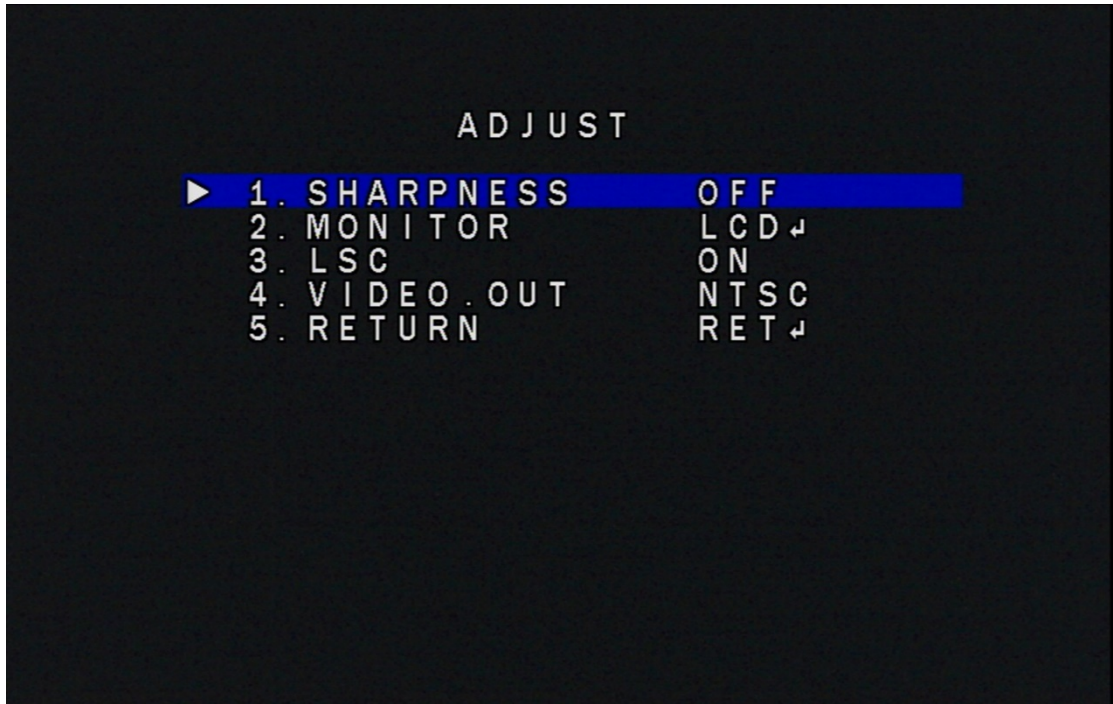 ADJUST
▶ 1. SHARPNESS OFF
2. MONITOR LCD↲
3. LSC ON
4. VIDEO.OUT NTSC
5. RETURN RET↲